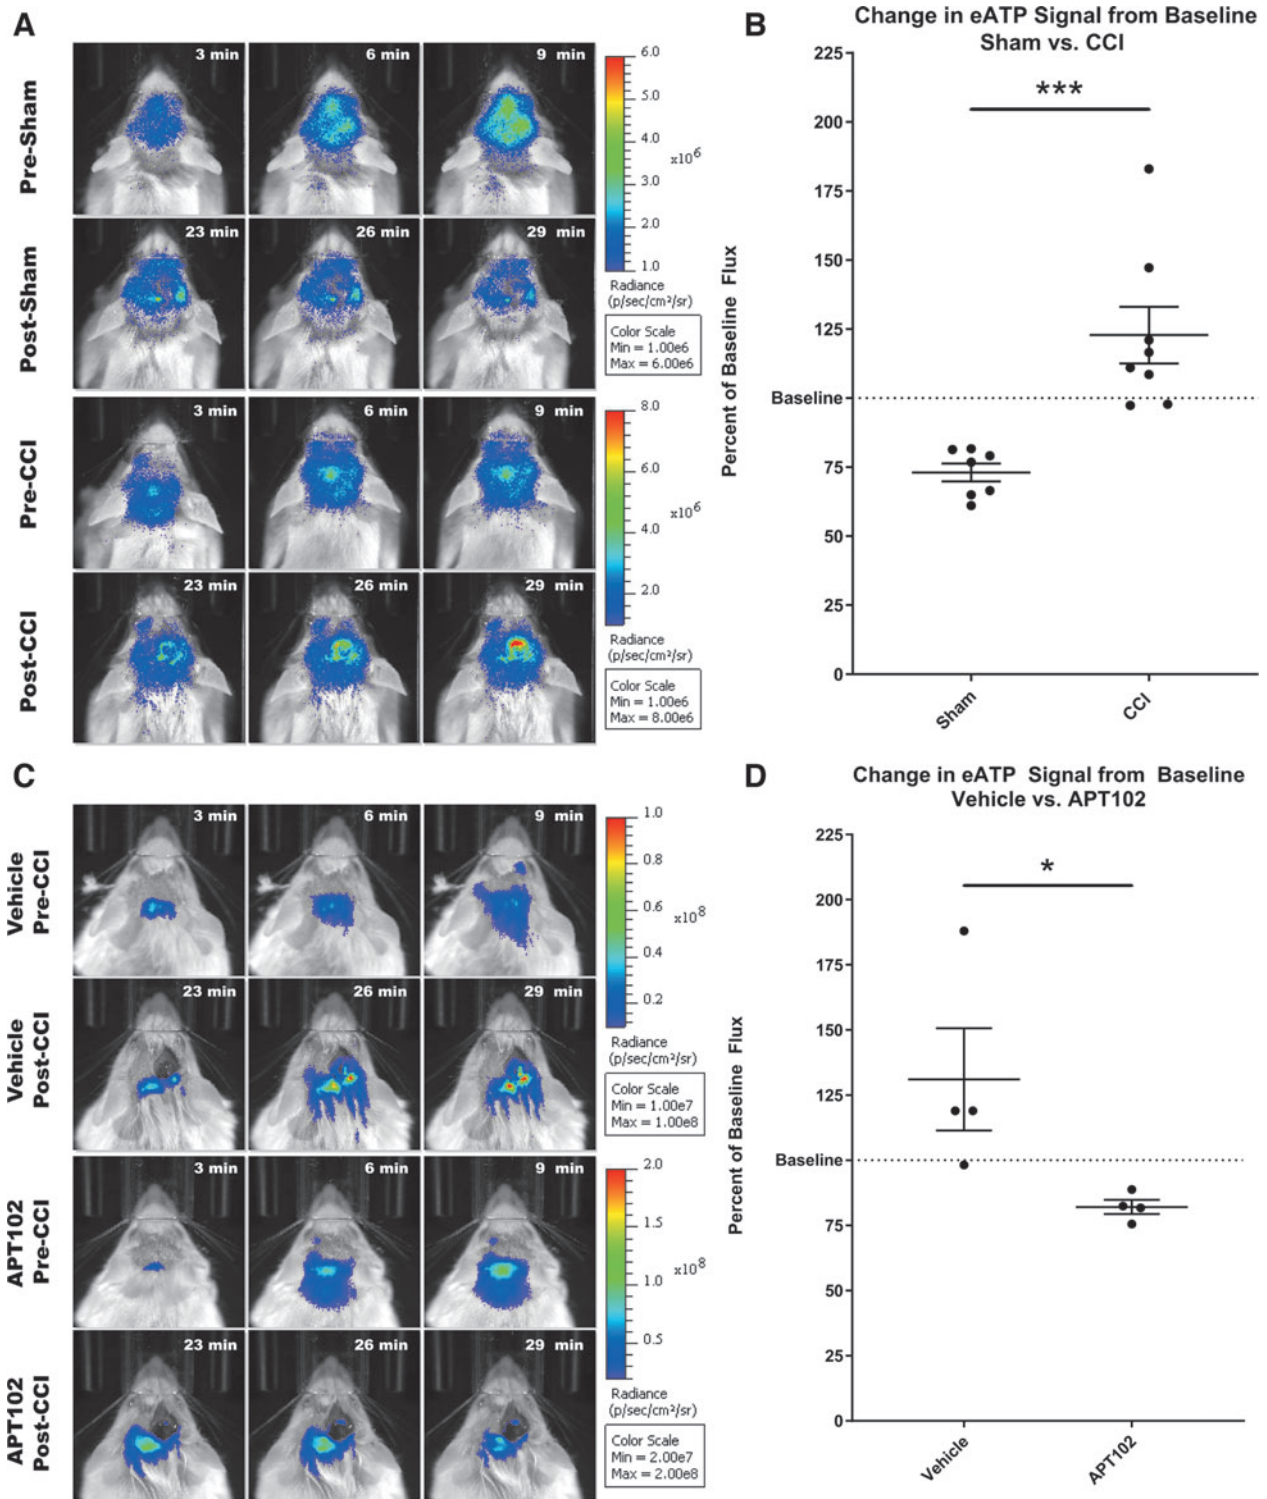 A
Pre-Sham
3 min
6 min
9 min
Post-Sham
23 min
26 min
29 min
6.0
5.0
4.0
x10⁶
3.0
2.0
1.0
Radiance
(p/sec/cm²/sr)
Color Scale
Min = 1.00e6
Max = 6.00e6
Pre-CCI
3 min
6 min
9 min
Post-CCI
23 min
26 min
29 min
8.0
6.0
x10⁶
4.0
2.0
Radiance
(p/sec/cm²/sr)
Color Scale
Min = 1.00e6
Max = 8.00e6
B
Change in eATP Signal from Baseline
Sham vs. CCI
Percent of Baseline Flux
225
200
175
150
125
Baseline
75
50
25
0
***
Sham
CCI
C
Vehicle
Pre-CCI
3 min
6 min
9 min
Vehicle
Post-CCI
23 min
26 min
29 min
1.0
0.8
x10⁸
0.6
0.4
0.2
Radiance
(p/sec/cm²/sr)
Color Scale
Min = 1.00e7
Max = 1.00e8
APT102
Pre-CCI
3 min
6 min
9 min
APT102
Post-CCI
23 min
26 min
29 min
2.0
1.5
x10⁸
1.0
0.5
Radiance
(p/sec/cm²/sr)
Color Scale
Min = 2.00e7
Max = 2.00e8
D
Change in eATP Signal from Baseline
Vehicle vs. APT102
Percent of Baseline Flux
225
200
175
150
125
Baseline
75
50
25
0
*
Vehicle
APT102